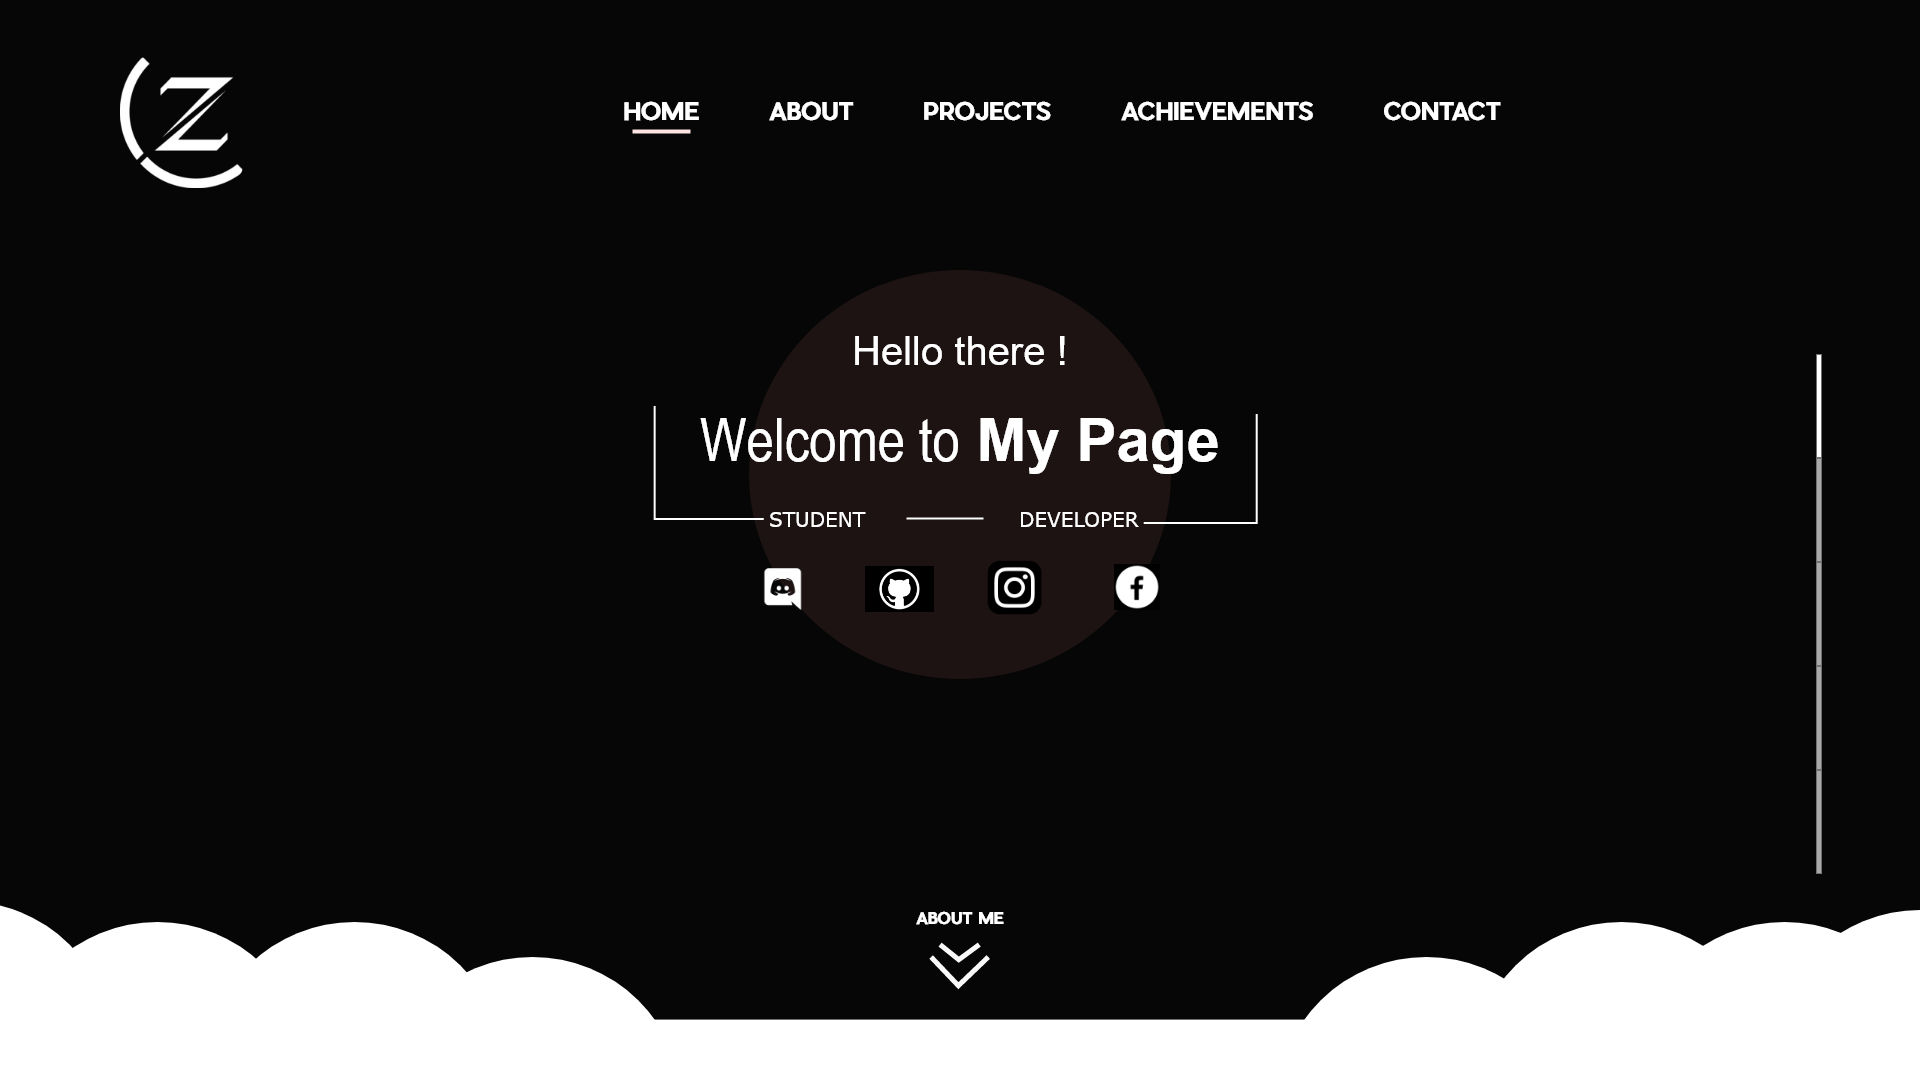 Z
HOME ABOUT PROJECTS ACHIEVEMENTS CONTACT
Hello there !
Welcome to My Page
STUDENT DEVELOPER
ABOUT ME